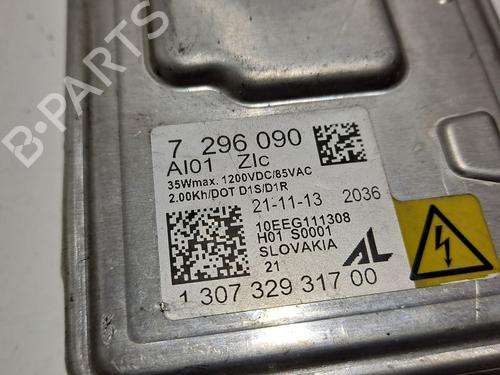 B-PARTS
7 296 090
AI01 ZIc
35Wmax. 1200VDC/85VAC
2.00Kh/DOT D1S/D1R
21-11-13 2036
10EEG111308
H01 S0001
SLOVAKIA
21
AL
1 307 329 317 00